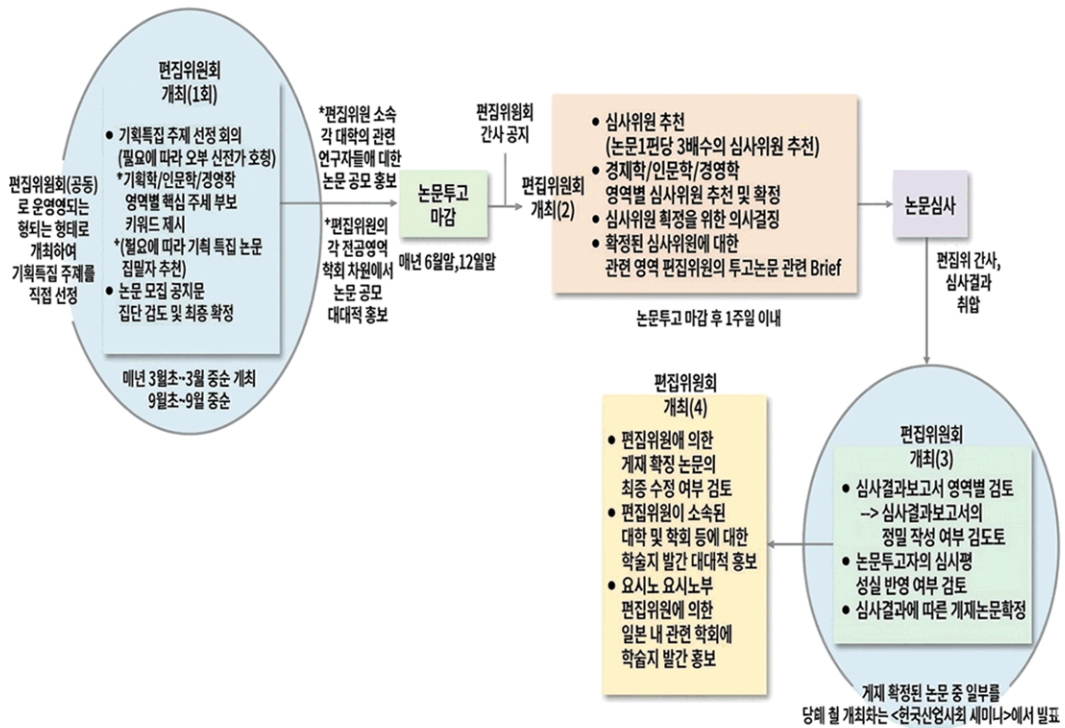 편짐위원회
개최(1회)
● 기획특집 추제 선정 회의
(필요에 따라 오부 신전가 호형)
*기획학/인문학/경영학
영역별 핵심 주세 부보
키워드 제시
*(횔요에 따라 기획 특집 논문
집밀자 추천)
● 논문 모집 공지문
집단 검도 및 최종 확정
매년 3월초~3월 중순 개최
9월초~9월 중순
편집위원회(공동)
로 운영영되는
형되는 형태로
개최하여
기획특집 주제를
직접 선정
*편집위원 소속
각 대학의 관련
연구자들애 대한
논문 공모 홍보
*편집위원의
각 전공영역
학회 차원에서
논문 공모
대대적 홍보
논문투고
마감
매년 6월말,12월말
편집위원회
간사 공지
편집위원회
개최(2)
● 심사위원 추천
(논문1편당 3배수의 심사위원 추천)
● 경재학/인문학/경영학
영역별 심사위원 추천 및 확정
● 심사위원 획정을 위한 의사걸징
● 확정된 심사위원에 대한
관련 영역 편집위원의 투고논문 관련 Brief
논문투고 마감 후 1주일 이내
논문심사
편집위 간사,
심사결과
취압
편집위원회
개최(3)
● 심사결과보고서 영역별 검토
--> 심사결과보고서의
정밀 작성 여부 김도토
● 논문투고자의 심시평
성실 반영 여부 검토
● 심사결과에 따른 게재논문확정
게재 확정된 논문 중 일부를
당혜 칠 개최하는 <현국산업사회 세미니>에서 발표
편집위원회
개최(4)
● 편집위원애 의한
게재 확징 논문의
최종 수정 여부 검토
● 편집위원이 소속된
대학 및 학회 등에 대한
학술지 발간 대대척 홍보
● 요시노 요시노부
편집위원에 의한
일본 내 관련 학회에
학숩지 발간 홍보